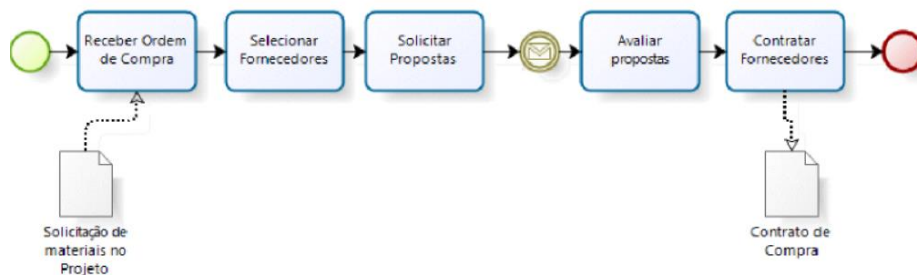 Receber Ordem
de Compra
Selecionar
Fornecedores
Solicitar
Propostas
Avaliar
propostas
Contratar
Fornecedores
Solicitação de
materiais no
Projeto
Contrato de
Compra